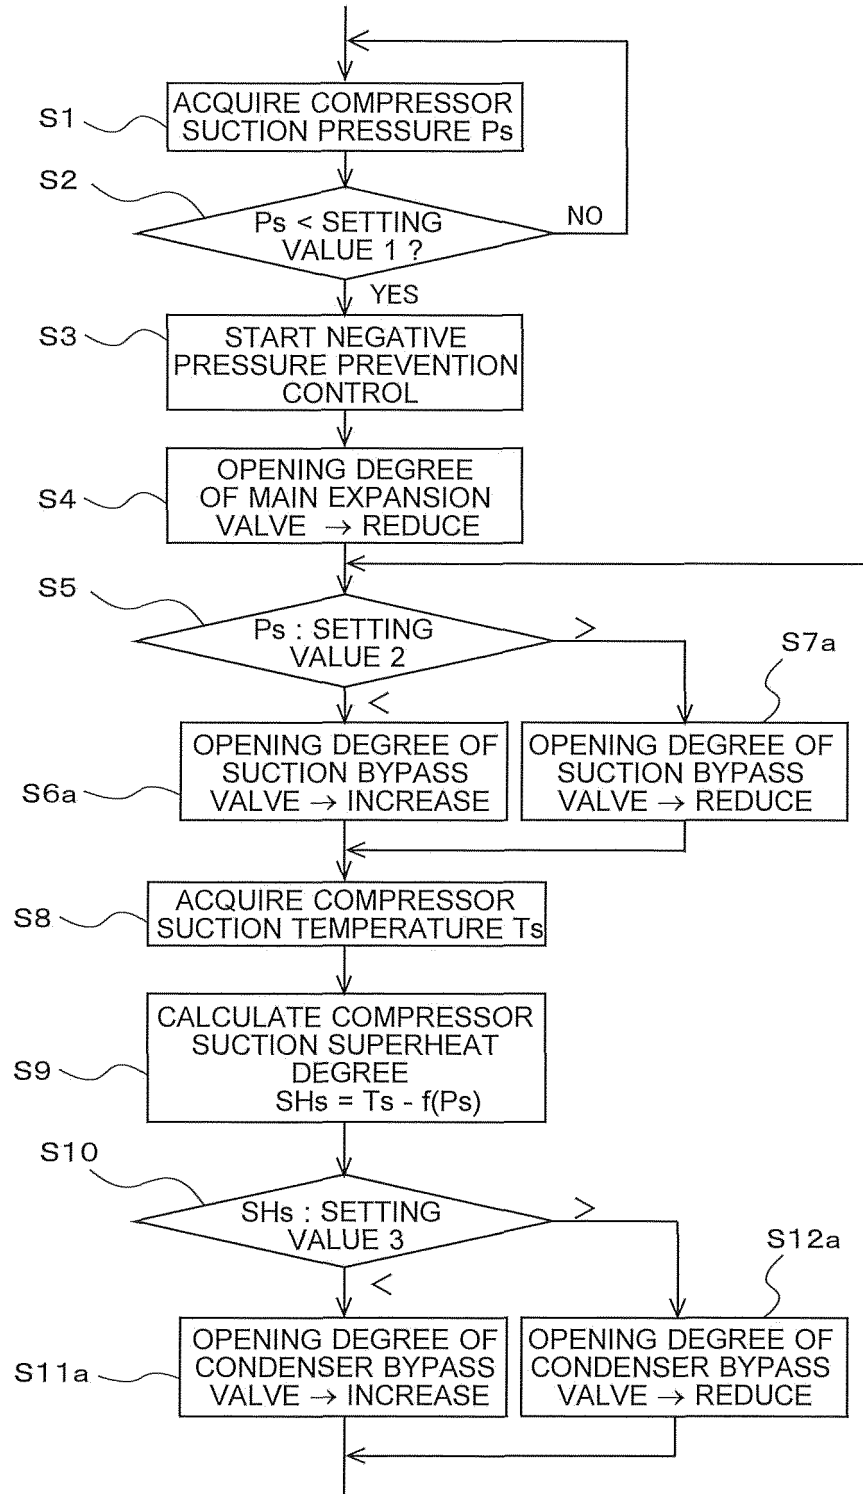 S1
ACQUIRE COMPRESSOR
SUCTION PRESSURE Ps
S2
Ps < SETTING
VALUE 1 ?
NO
YES
S3
START NEGATIVE
PRESSURE PREVENTION
CONTROL
S4
OPENING DEGREE
OF MAIN EXPANSION
VALVE → REDUCE
S5
Ps : SETTING
VALUE 2
>
<
S6a
OPENING DEGREE OF
SUCTION BYPASS
VALVE → INCREASE
S7a
OPENING DEGREE OF
SUCTION BYPASS
VALVE → REDUCE
S8
ACQUIRE COMPRESSOR
SUCTION TEMPERATURE Ts
S9
CALCULATE COMPRESSOR
SUCTION SUPERHEAT
DEGREE
SHs = Ts - f(Ps)
S10
SHs : SETTING
VALUE 3
>
<
S11a
OPENING DEGREE OF
CONDENSER BYPASS
VALVE → INCREASE
S12a
OPENING DEGREE OF
CONDENSER BYPASS
VALVE → REDUCE